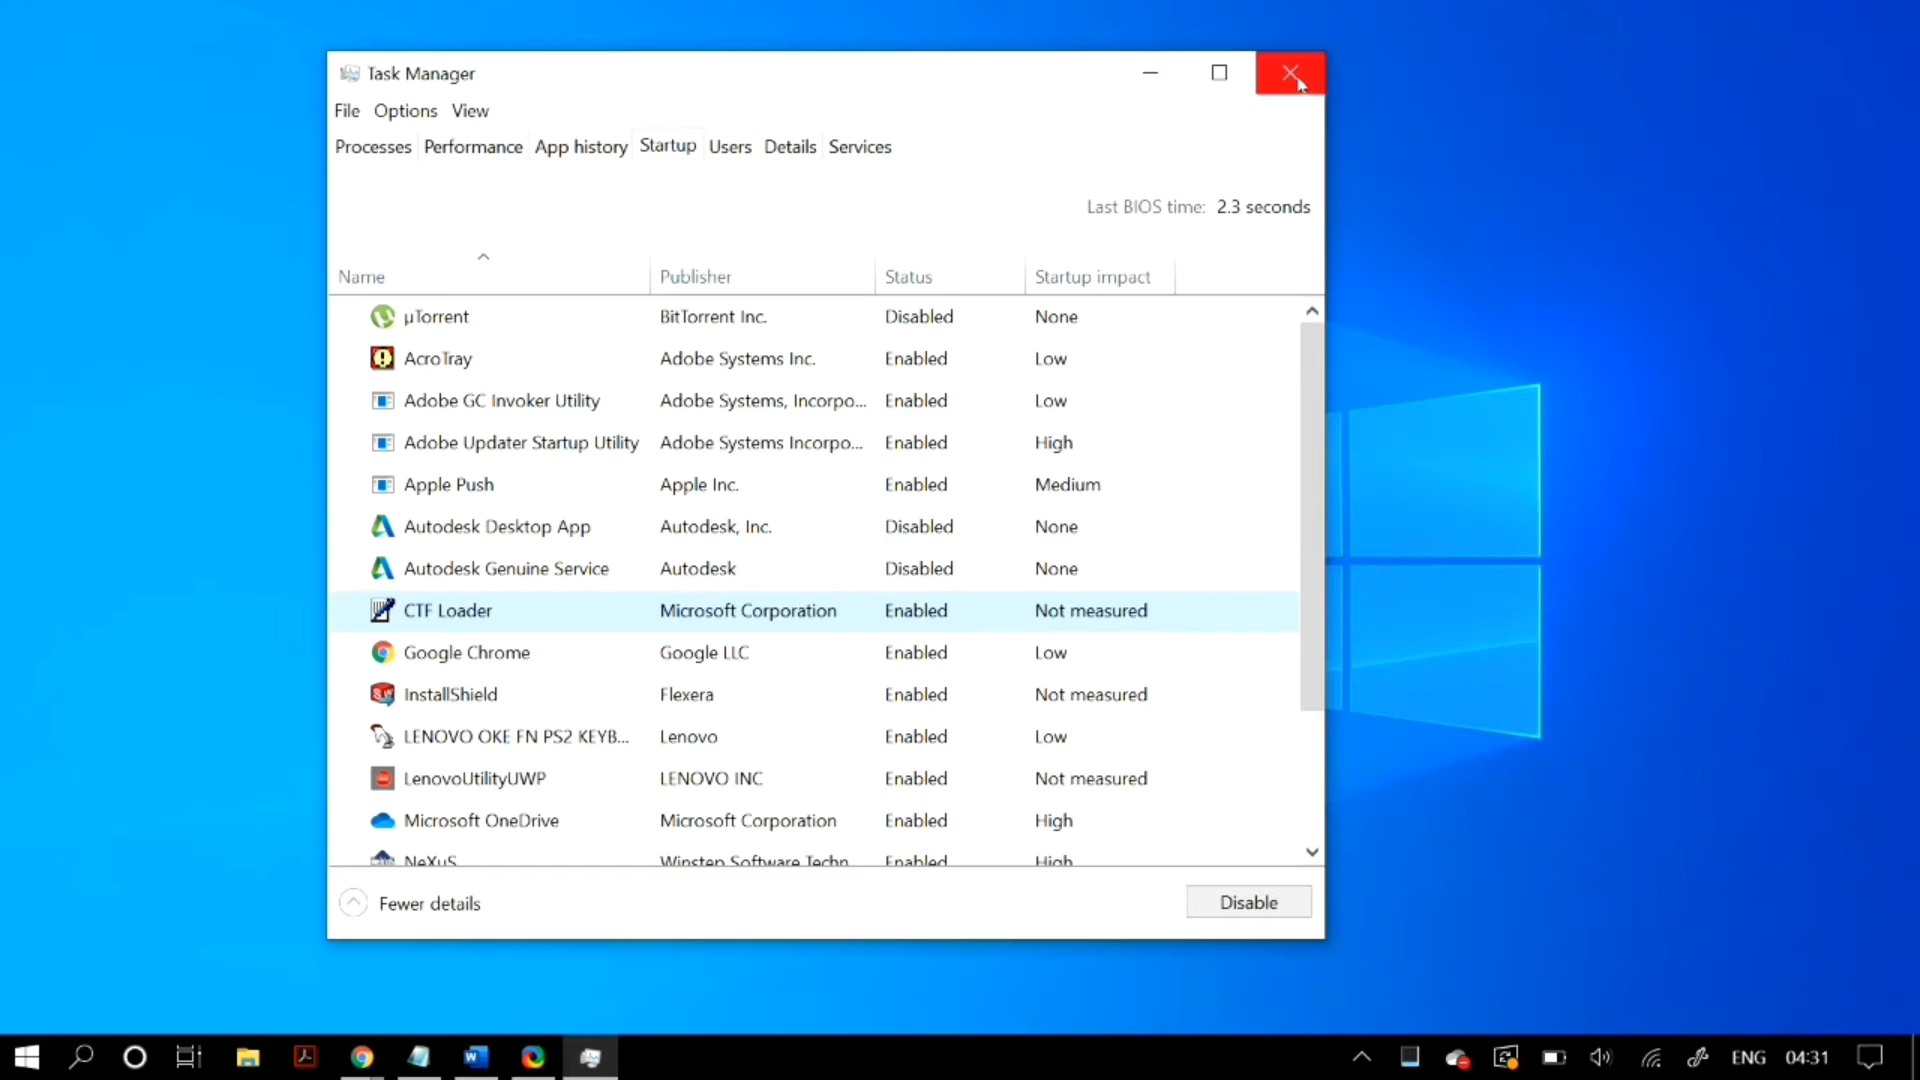 Task Manager
File Options View
Processes Performance App history Startup Users Details Services
Last BIOS time: 2.3 seconds
Name Publisher Status Startup impact
µTorrent BitTorrent Inc. Disabled None
AcroTray Adobe Systems Inc. Enabled Low
Adobe GC Invoker Utility Adobe Systems, Incorpo... Enabled Low
Adobe Updater Startup Utility Adobe Systems Incorpo... Enabled High
Apple Push Apple Inc. Enabled Medium
Autodesk Desktop App Autodesk, Inc. Disabled None
Autodesk Genuine Service Autodesk Disabled None
CTF Loader Microsoft Corporation Enabled Not measured
Google Chrome Google LLC Enabled Low
InstallShield Flexera Enabled Not measured
LENOVO OKE FN PS2 KEYB... Lenovo Enabled Low
LenovoUtilityUWP LENOVO INC Enabled Not measured
Microsoft OneDrive Microsoft Corporation Enabled High
NeXuS Winstep Software Techn Enabled High
Fewer details Disable
ENG 04:31